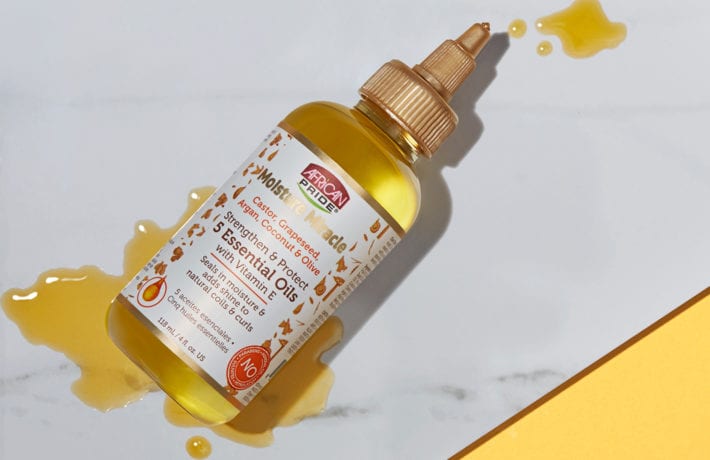 AFRICAN
PRIDE®
Moisture Miracle
Castor, Grapeseed,
Argan, Coconut & Olive
Strengthen & Protect
5 Essential Oils
with Vitamin E
Seals in moisture &
adds shine to
natural coils & curls
5 aceites esenciales •
Cinq huiles essentielles
118 mL / 4 fl. oz. US
NO